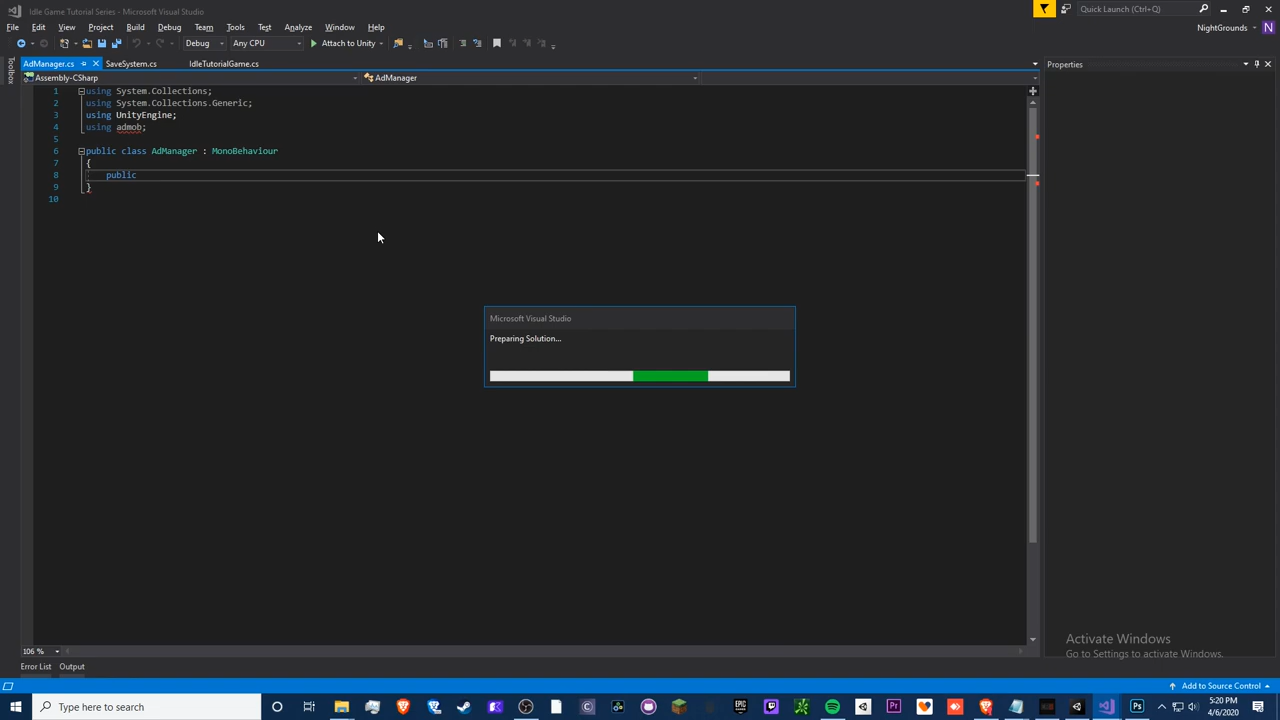 Idle Game Tutorial Series - Microsoft Visual Studio
Quick Launch (Ctrl+Q)
File Edit View Project Build Debug Team Tools Test Analyze Window Help
NightGrounds
Debug Any CPU Attach to Unity
AdManager.cs SaveSystem.cs IdleTutorialGame.cs
Properties
Toolbox
Assembly-CSharp AdManager
1 using System.Collections;
2 using System.Collections.Generic;
3 using UnityEngine;
4 using admob;
5
6 public class AdManager : MonoBehaviour
7 {
8 public
9 }
10
Microsoft Visual Studio
Preparing Solution...
Activate Windows
Go to Settings to activate Windows.
106 %
Error List Output
Add to Source Control
Type here to search
5:20 PM
4/6/2020